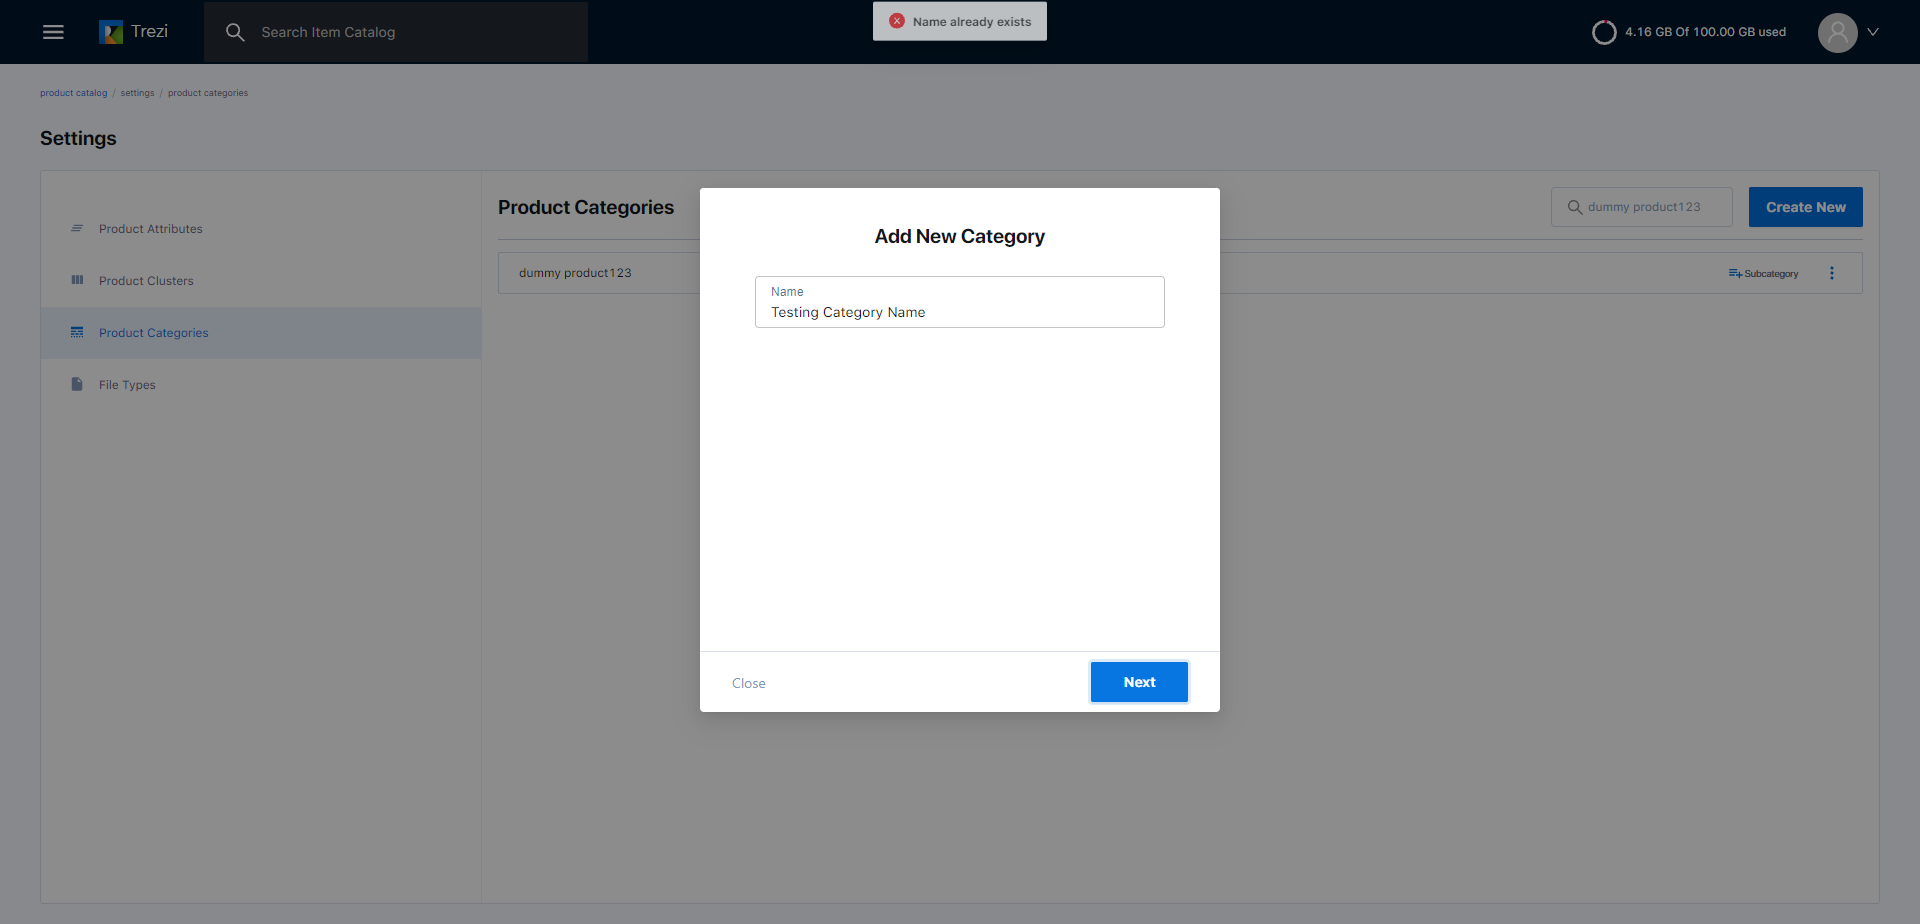 Trezi
Search Item Catalog
Name already exists
4.16 GB Of 100.00 GB used
product catalog / settings / product categories
Settings
Product Attributes
Product Clusters
Product Categories
File Types
Product Categories
dummy product123
Create New
dummy product123
Subcategory
Add New Category
Name
Testing Category Name
Close
Next